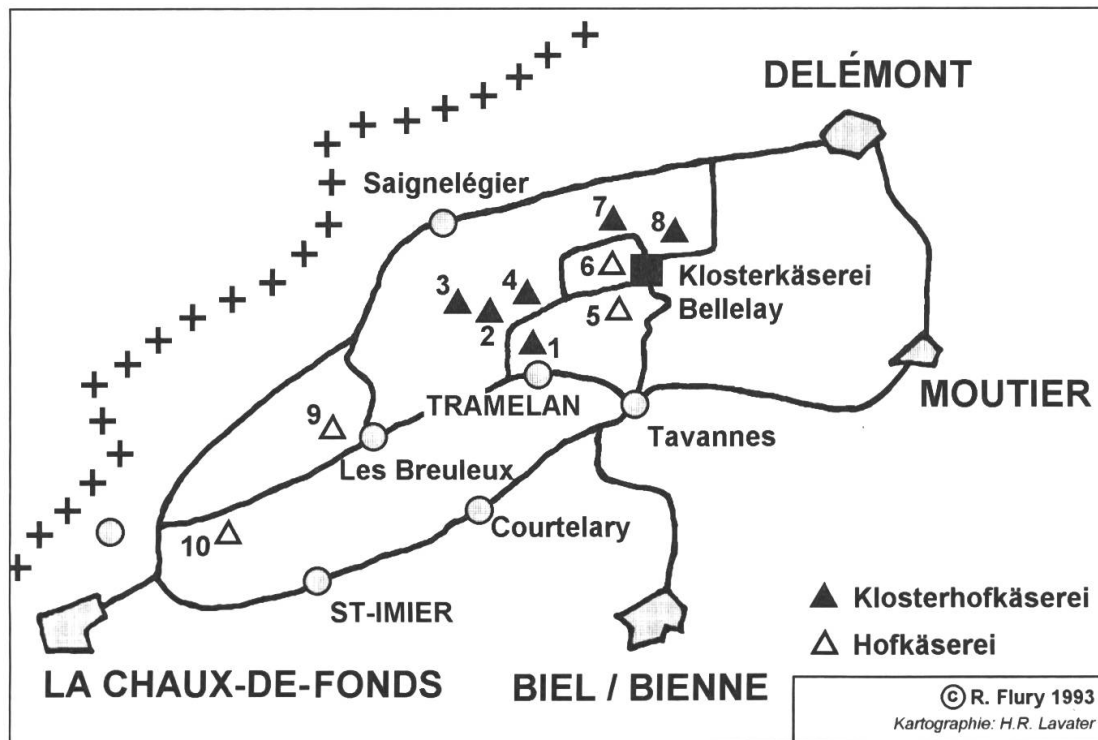 DELÉMONT
Saignelégier
7
8
6
3
4
Klosterkäserei
Bellelay
5
2
1
MOUTIER
TRAMELAN
9
Tavannes
Les Breuleux
10
Courtelary
ST-IMIER
Klosterhofkäserei
Hofkäserei
LA CHAUX-DE-FONDS
BIEL / BIENNE
© R. Flury 1993
Kartographie: H.R. Lavater